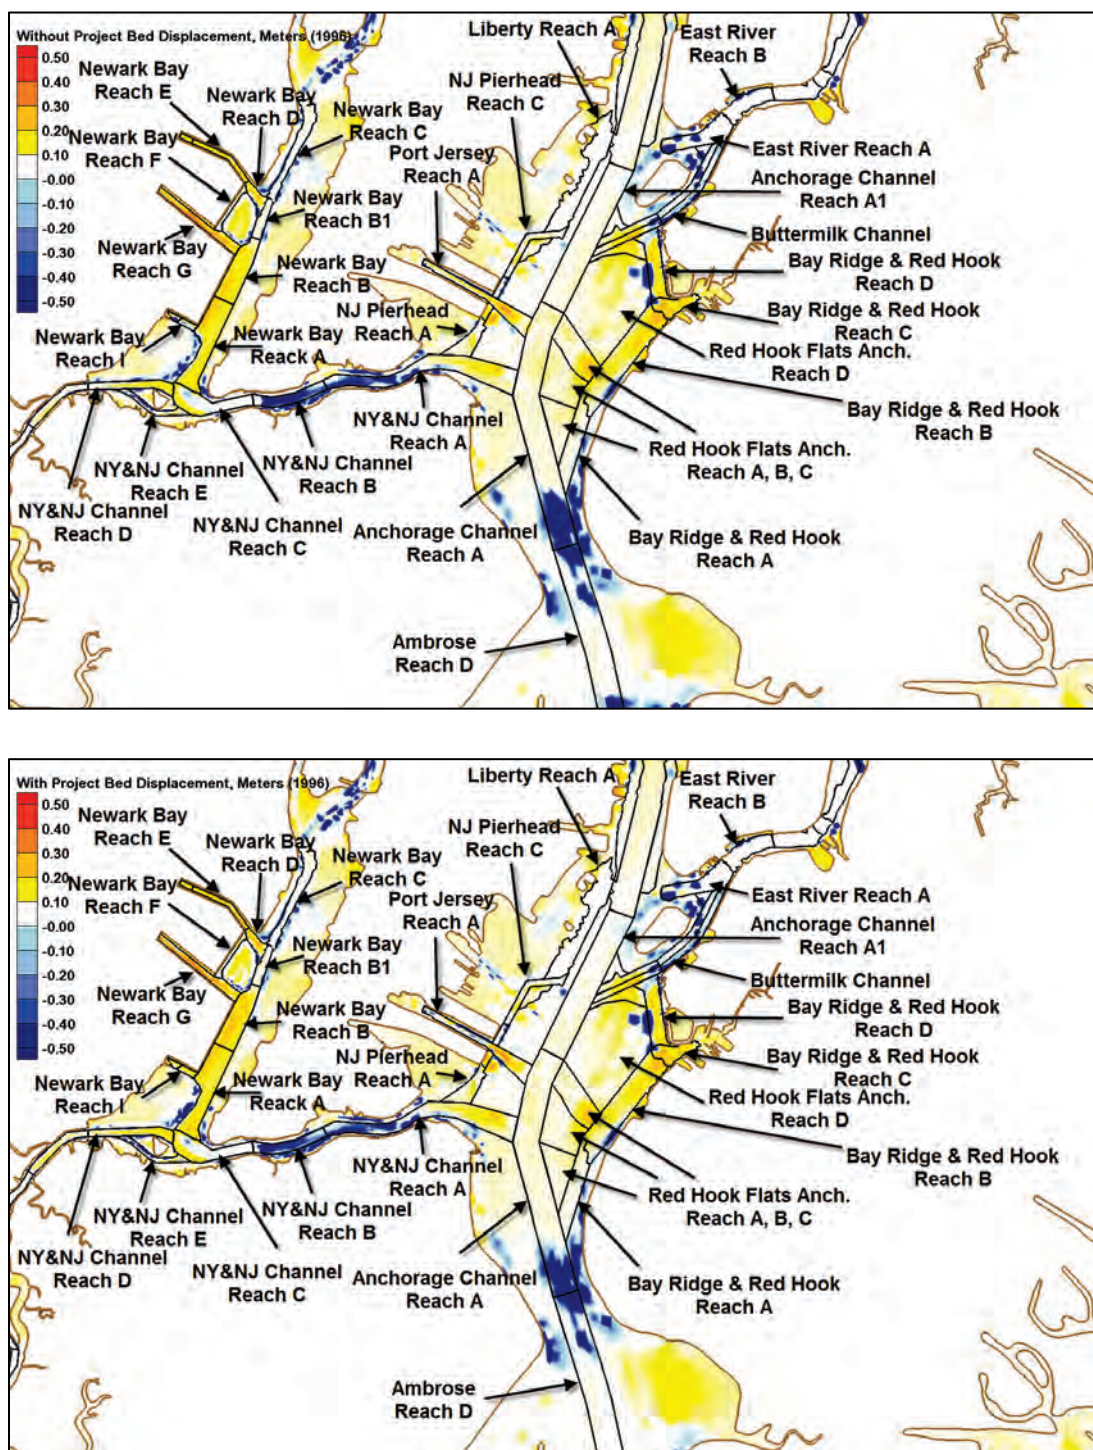 Without Project Bed Displacement, Meters (1996)
0.50
0.40
0.30
0.20
0.10
-0.00
-0.10
-0.20
-0.30
-0.40
-0.50
Newark Bay
Reach E
Newark Bay
Reach D
Newark Bay
Reach C
Newark Bay
Reach F
Newark Bay
Reach B1
Newark Bay
Reach G
Newark Bay
Reach B
Newark Bay
Reach I
Newark Bay
Reack A
Liberty Reach A
East River
Reach B
NJ Pierhead
Reach C
Port Jersey
Reach A
East River Reach A
Anchorage Channel
Reach A1
Buttermilk Channel
Bay Ridge & Red Hook
Reach D
NJ Pierhead
Reach A
Bay Ridge & Red Hook
Reach C
Red Hook Flats Anch.
Reach D
Bay Ridge & Red Hook
Reach B
NY&NJ Channel
Reach A
Red Hook Flats Anch.
Reach A, B, C
NY&NJ Channel
Reach E
NY&NJ Channel
Reach B
NY&NJ Channel
Reach D
NY&NJ Channel
Reach C
Anchorage Channel
Reach A
Bay Ridge & Red Hook
Reach A
Ambrose
Reach D
With Project Bed Displacement, Meters (1996)
0.50
0.40
0.30
0.20
0.10
-0.00
-0.10
-0.20
-0.30
-0.40
-0.50
Newark Bay
Reach E
Newark Bay
Reach D
Newark Bay
Reach C
Newark Bay
Reach F
Newark Bay
Reach B1
Newark Bay
Reach G
Newark Bay
Reach B
Newark Bay
Reach I
Newark Bay
Reack A
Liberty Reach A
East River
Reach B
NJ Pierhead
Reach C
Port Jersey
Reach A
East River Reach A
Anchorage Channel
Reach A1
Buttermilk Channel
Bay Ridge & Red Hook
Reach D
NJ Pierhead
Reach A
Bay Ridge & Red Hook
Reach C
Red Hook Flats Anch.
Reach D
Bay Ridge & Red Hook
Reach B
NY&NJ Channel
Reach A
Red Hook Flats Anch.
Reach A, B, C
NY&NJ Channel
Reach E
NY&NJ Channel
Reach B
NY&NJ Channel
Reach D
NY&NJ Channel
Reach C
Anchorage Channel
Reach A
Bay Ridge & Red Hook
Reach A
Ambrose
Reach D